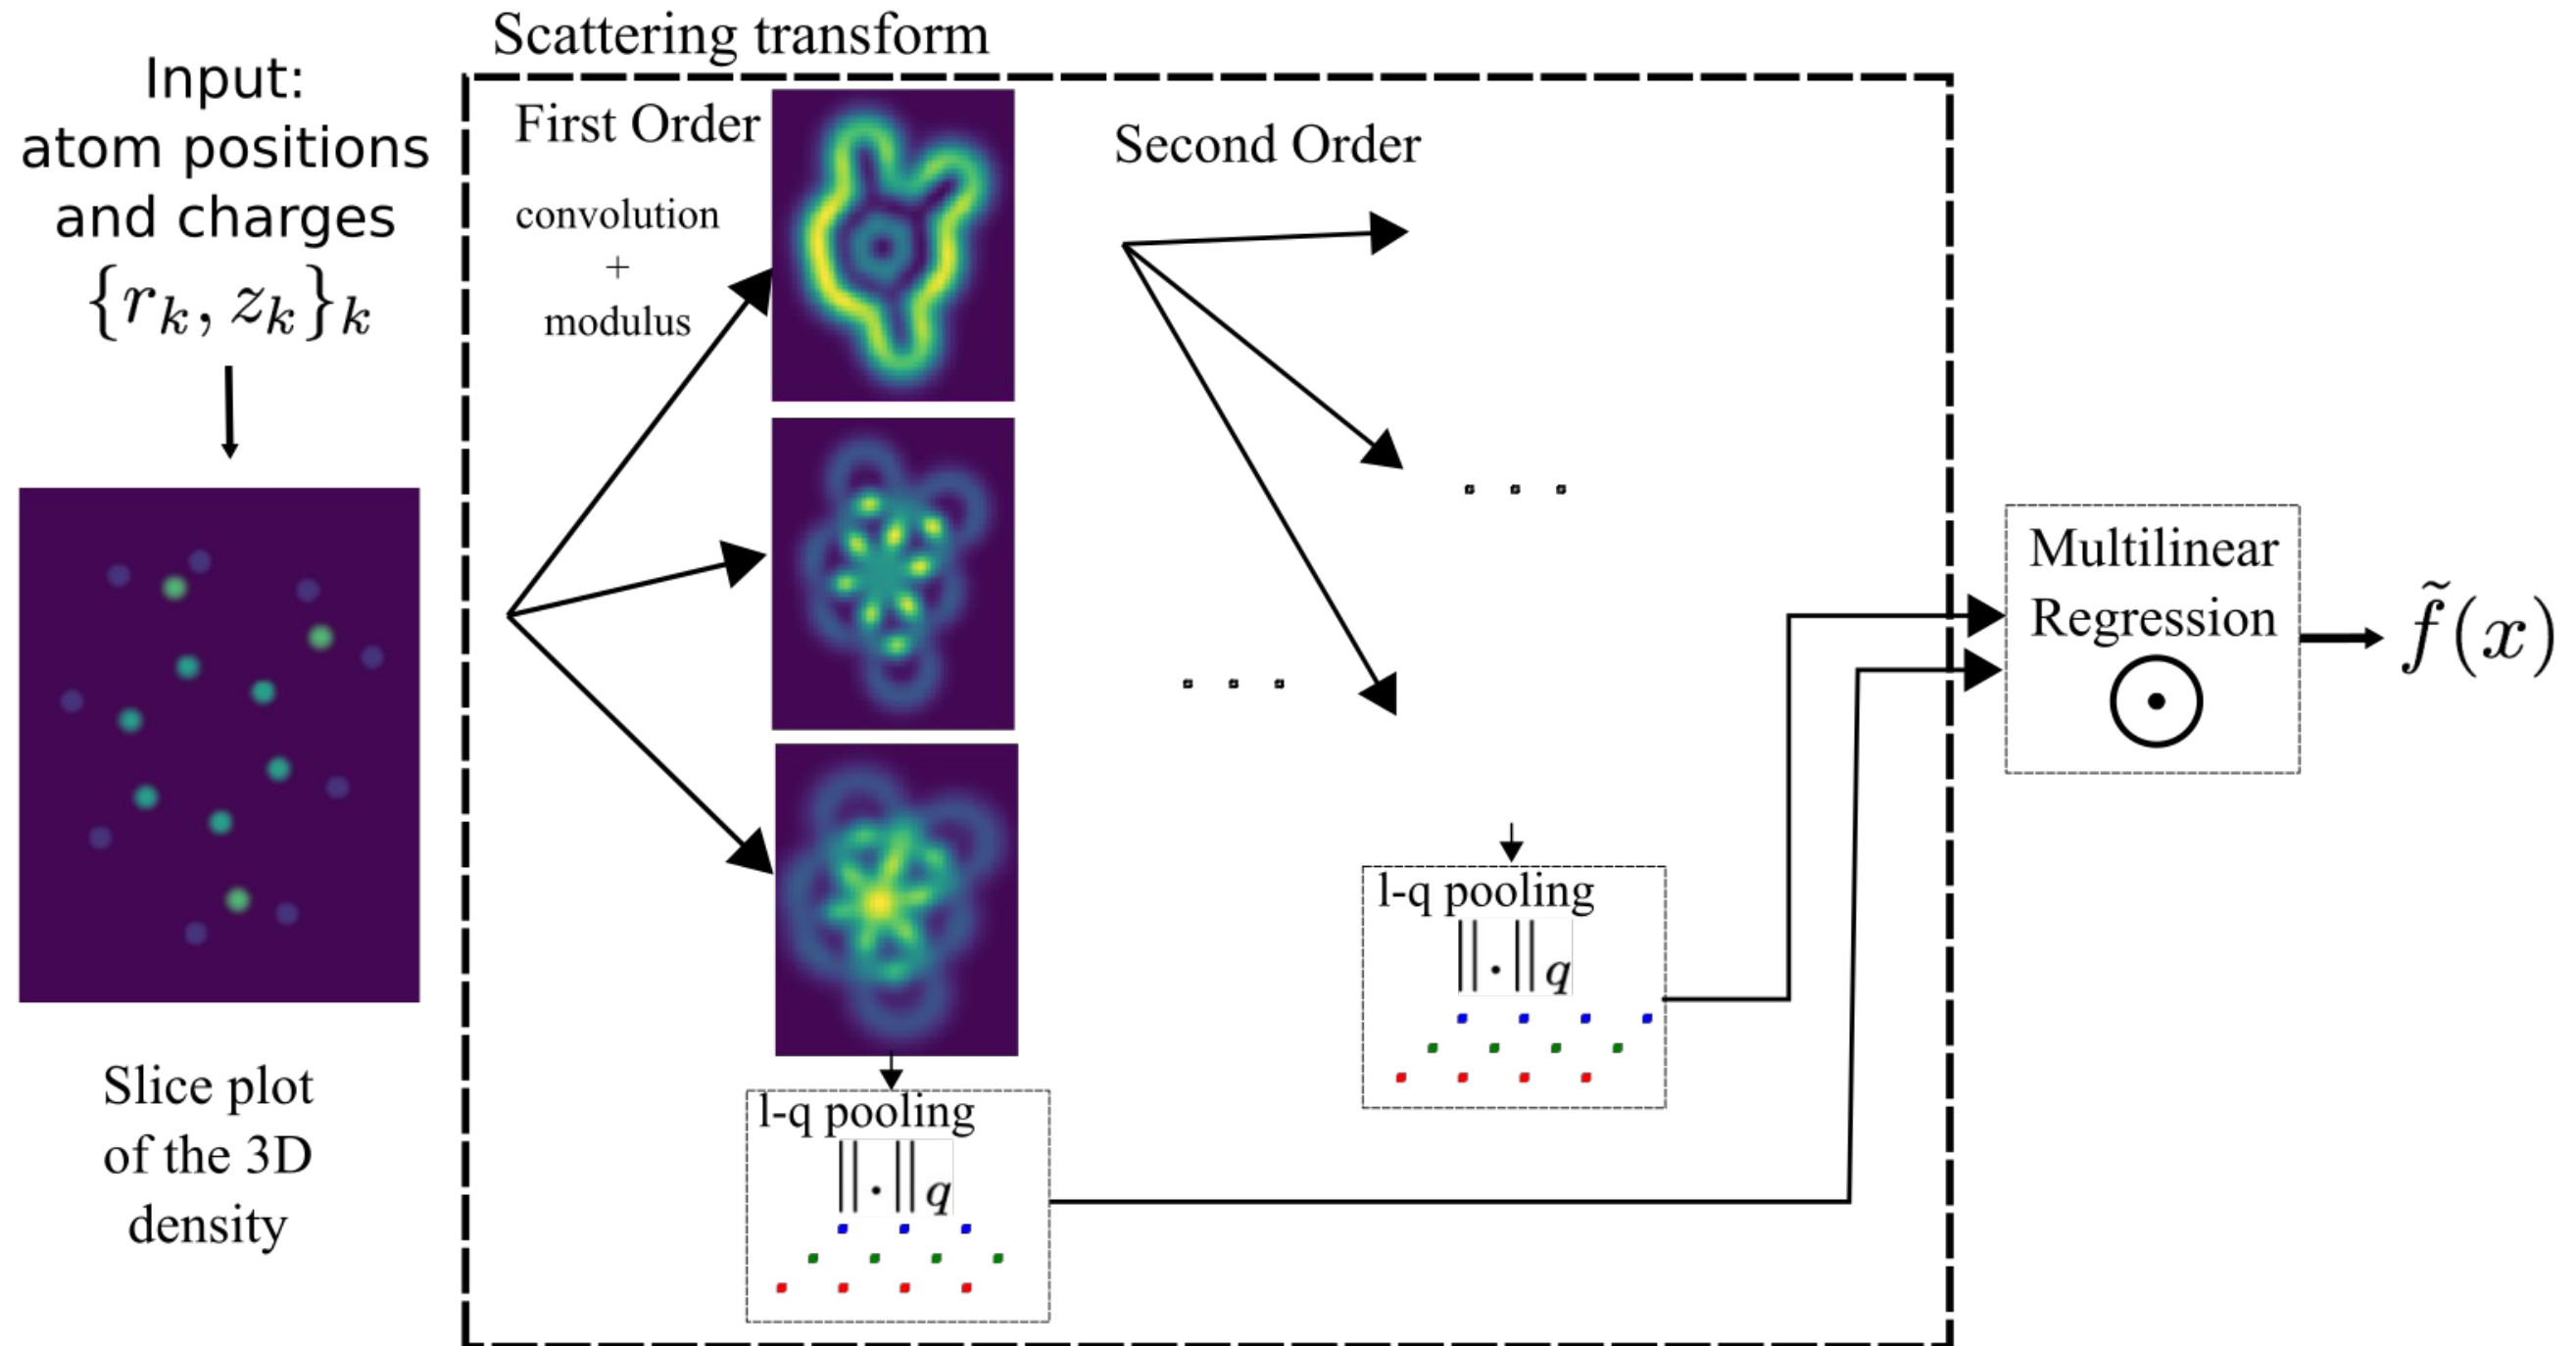 Scattering transform
Input:
atom positions
and charges
{r_k, z_k}_k
Slice plot
of the 3D
density
First Order
convolution
+
modulus
Second Order
. . .
. . .
l-q pooling
||·||_q
l-q pooling
||·||_q
Multilinear
Regression
f̃(x)